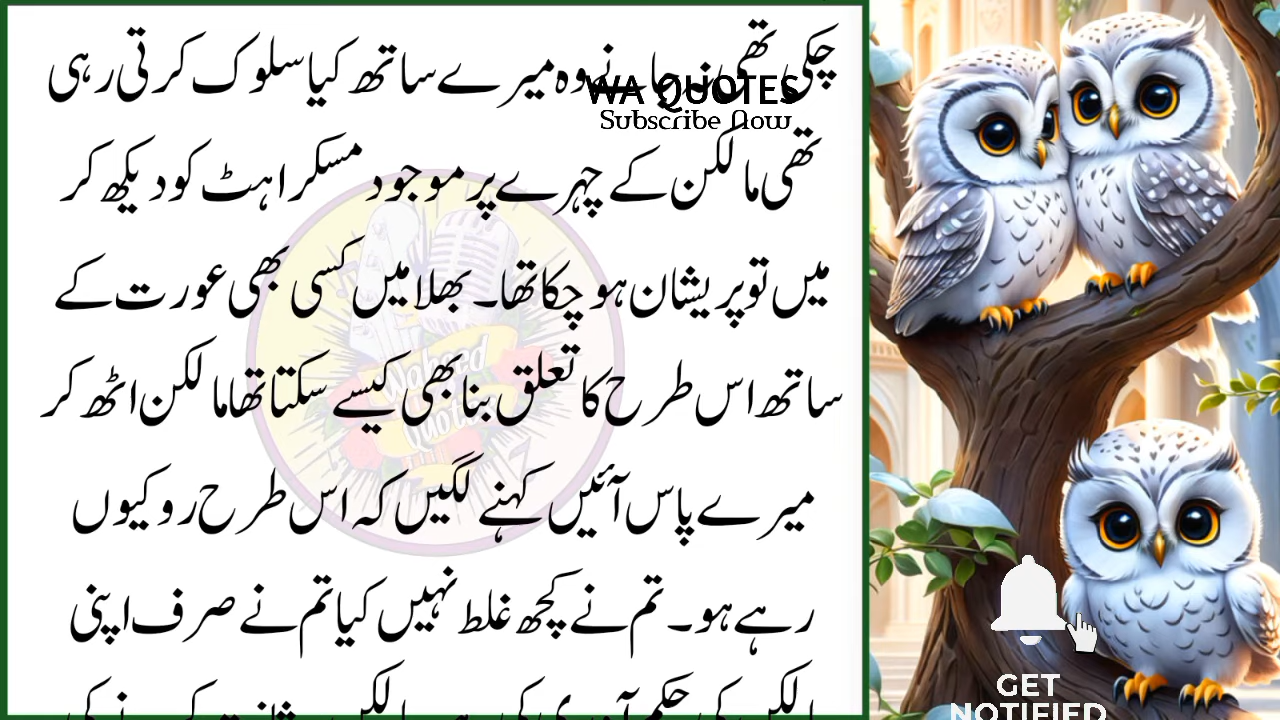 چکی تھی نہ جانے وہ میرے ساتھ کیا سلوک کرتی رہی
WA QUOTES
Subscribe Now
تھی مالکن کے چہرے پر موجود مسکراہٹ کو دیکھ کر
میں تو پریشان ہو چکا تھا۔ بھلا میں کسی بھی عورت کے
ساتھ اس طرح کا تعلق بنا بھی کیسے سکتا تھا مالکن اٹھ کر
میرے پاس آئیں کہنے لگیں کہ اس طرح رو کیوں
رہے ہو۔ تم نے کچھ غلط نہیں کیا تم نے صرف اپنی
Waheed
GET
NOTIFIED